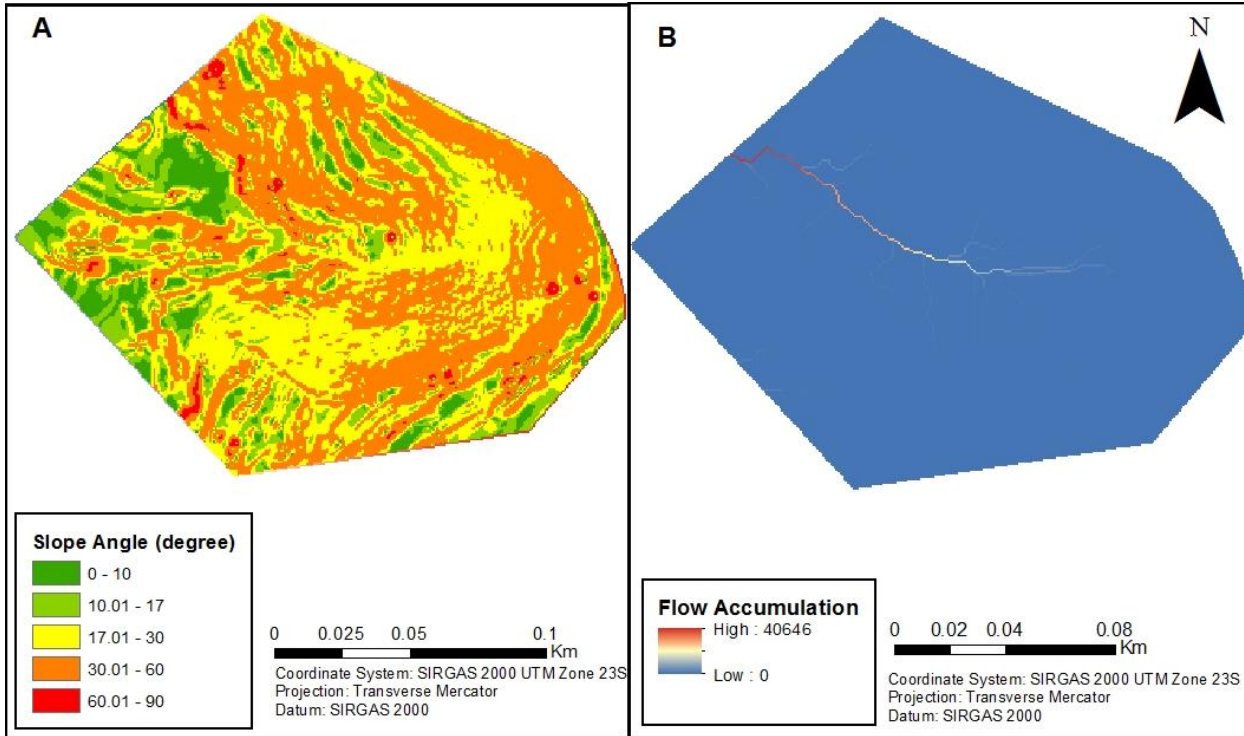 A
Slope Angle (degree)
0 - 10
10.01 - 17
17.01 - 30
30.01 - 60
60.01 - 90
0 0.025 0.05 0.1
Km
Coordinate System: SIRGAS 2000 UTM Zone 23S
Projection: Transverse Mercator
Datum: SIRGAS 2000
B
N
Flow Accumulation
High : 40646
Low : 0
0 0.02 0.04 0.08
Km
Coordinate System: SIRGAS 2000 UTM Zone 23S
Projection: Transverse Mercator
Datum: SIRGAS 2000